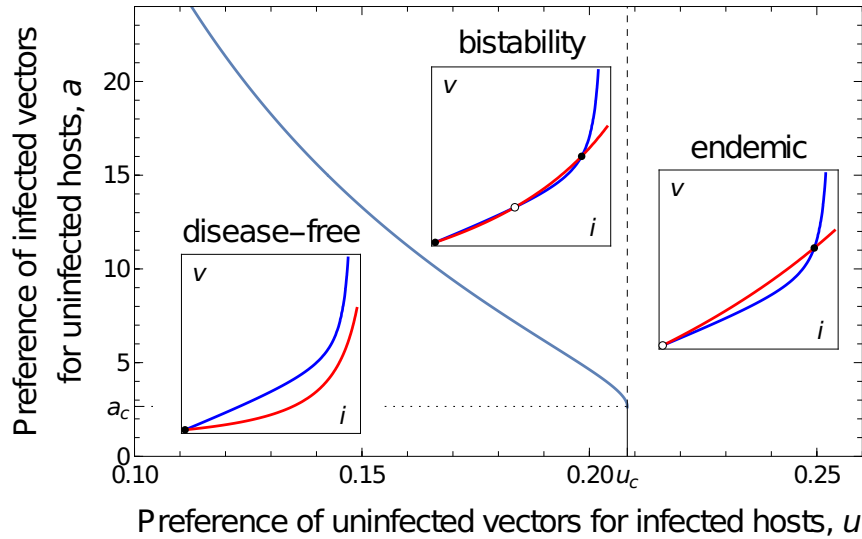 Preference of infected vectors
for uninfected hosts, a
20
15
10
5
a_c
0
bistability
v
i
endemic
v
i
disease–free
v
i
0.10
0.15
0.20
u_c
0.25
Preference of uninfected vectors for infected hosts, u